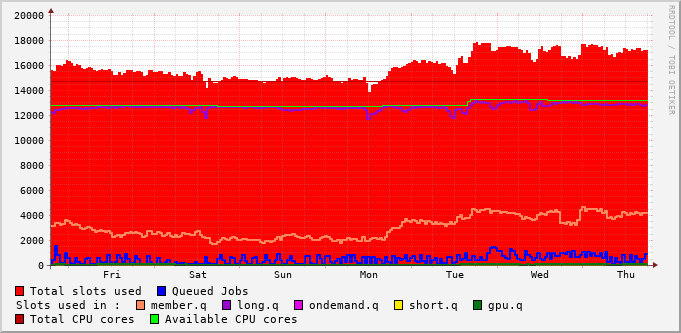 20000
18000
16000
14000
12000
10000
8000
6000
4000
2000
0
Fri Sat Sun Mon Tue Wed Thu
Total slots used Queued Jobs
Slots used in : member.q long.q ondemand.q short.q gpu.q
Total CPU cores Available CPU cores
RRDTOOL / TOBI OETIKER